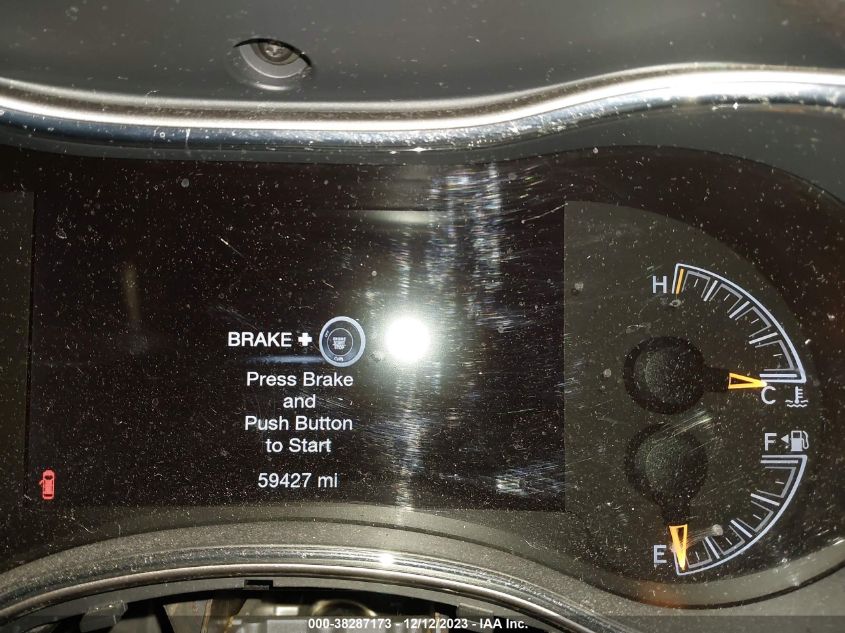 H
BRAKE +
Press Brake
and
Push Button
to Start
C
F
59427 mi
E
000-38287173 - 12/12/2023 - IAA Inc.